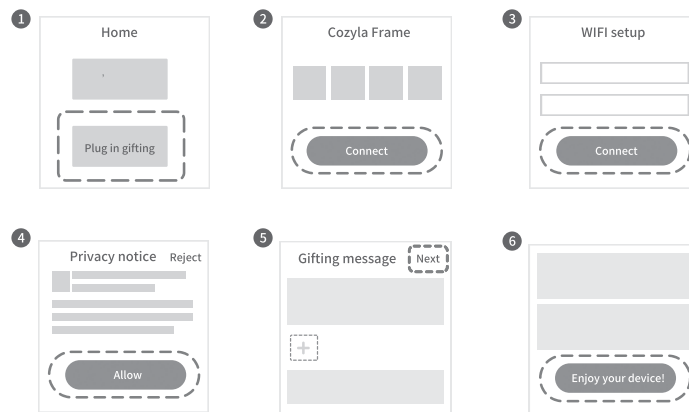 1
Home
Plug in gifting
2
Cozyla Frame
Connect
3
WIFI setup
Connect
4
Privacy notice Reject
Allow
5
Gifting message Next
6
Enjoy your device!